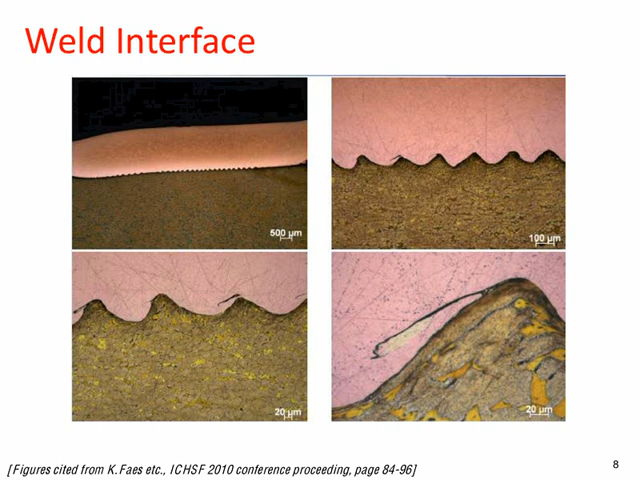 Weld Interface
500 µm
100 µm
20 µm
20 µm
[Figures cited from K.Faes etc., ICHSF 2010 conference proceeding, page 84-96]
8